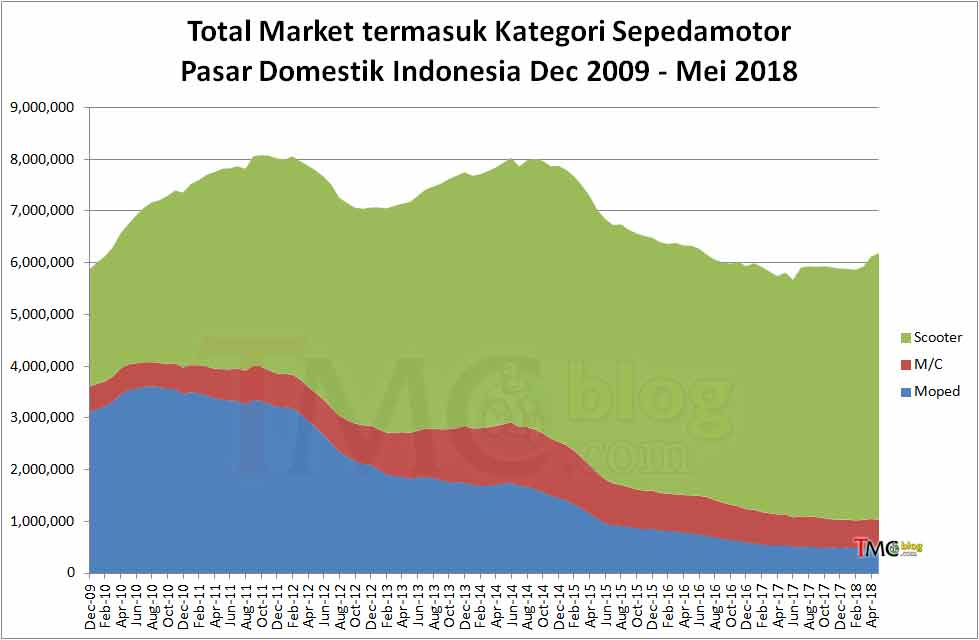 Total Market termasuk Kategori Sepedamotor
Pasar Domestik Indonesia Dec 2009 - Mei 2018
9,000,000
8,000,000
7,000,000
6,000,000
5,000,000
4,000,000
3,000,000
2,000,000
1,000,000
0
Scooter
M/C
Moped
TMC blog
.com
TMC blog
Dec-09
Feb-10
Apr-10
Jun-10
Aug-10
Oct-10
Dec-10
Feb-11
Apr-11
Jun-11
Aug-11
Oct-11
Dec-11
Feb-12
Apr-12
Jun-12
Aug-12
Oct-12
Dec-12
Feb-13
Apr-13
Jun-13
Aug-13
Oct-13
Dec-13
Feb-14
Apr-14
Jun-14
Aug-14
Oct-14
Dec-14
Feb-15
Apr-15
Jun-15
Aug-15
Oct-15
Dec-15
Feb-16
Apr-16
Jun-16
Aug-16
Oct-16
Dec-16
Feb-17
Apr-17
Jun-17
Aug-17
Oct-17
Dec-17
Feb-18
Apr-18